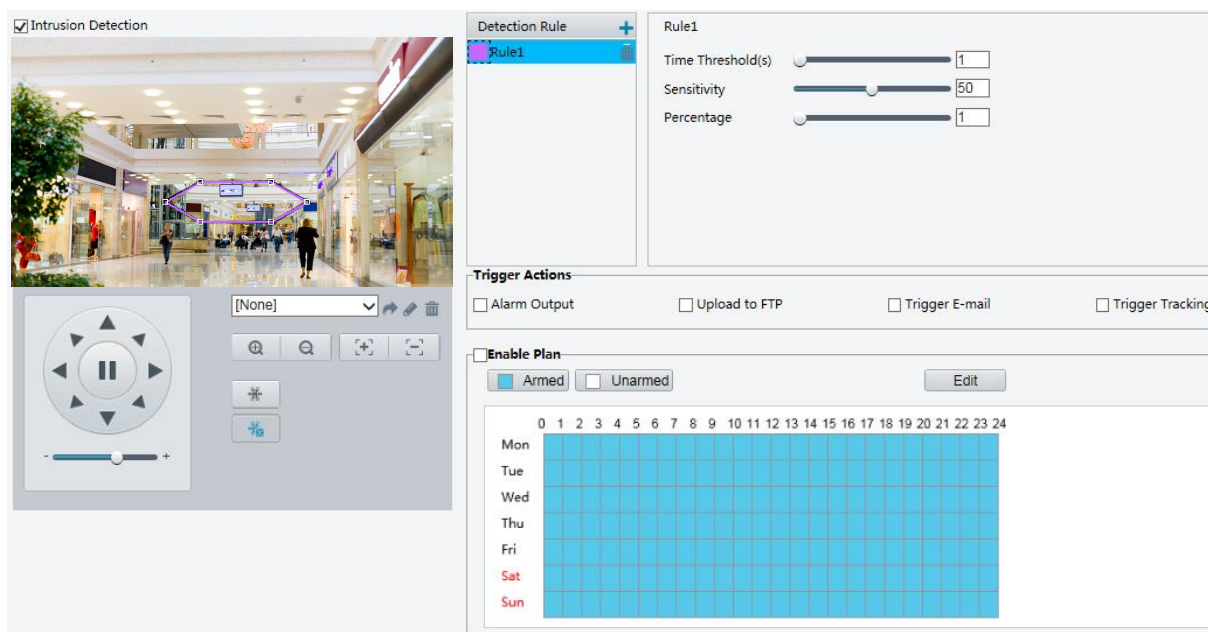 Intrusion Detection
Detection Rule +
Rule1
Rule1
Time Threshold(s) 1
Sensitivity 50
Percentage 1
Trigger Actions
Alarm Output Upload to FTP Trigger E-mail Trigger Tracking
[None]
- +
Enable Plan
Armed Unarmed Edit
0 1 2 3 4 5 6 7 8 9 10 11 12 13 14 15 16 17 18 19 20 21 22 23 24
Mon
Tue
Wed
Thu
Fri
Sat
Sun